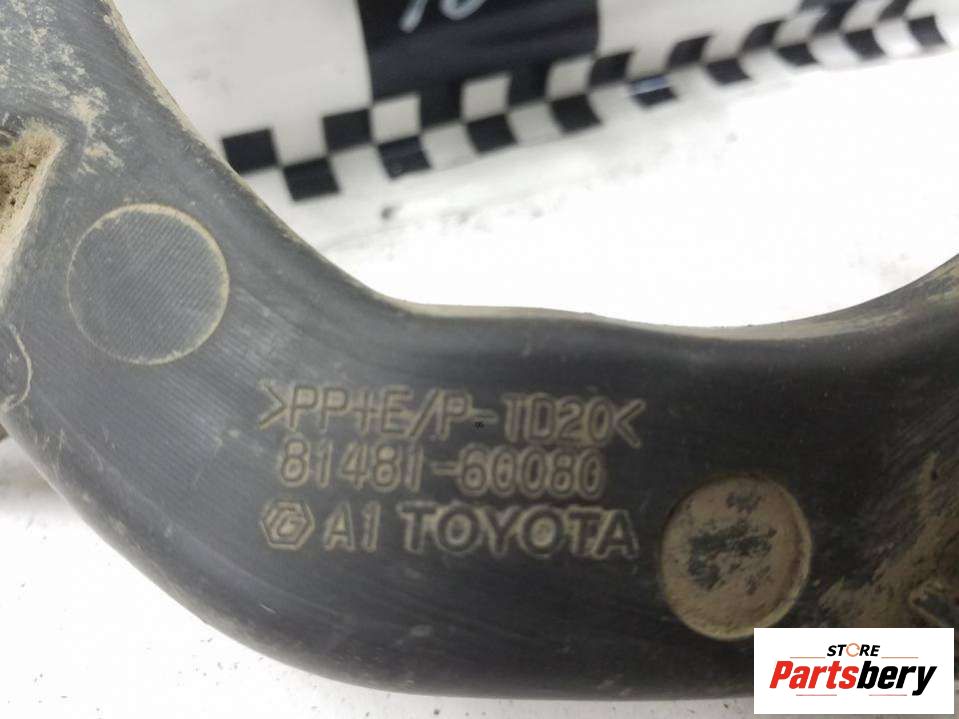 >PP+E/P-TD20<
81481-60080
A1 TOYOTA
STORE
Partsbery